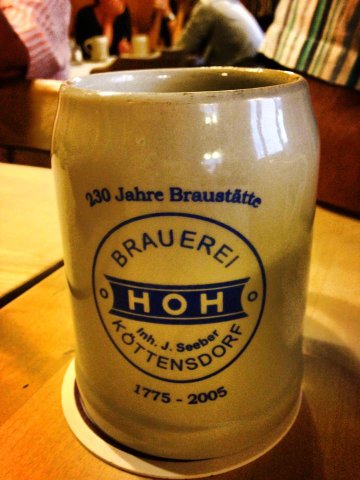 230 Jahre Braustätte
BRAUEREI
HOH
Inh. J. Seeber
KÖTTENSDORF
1775 - 2005